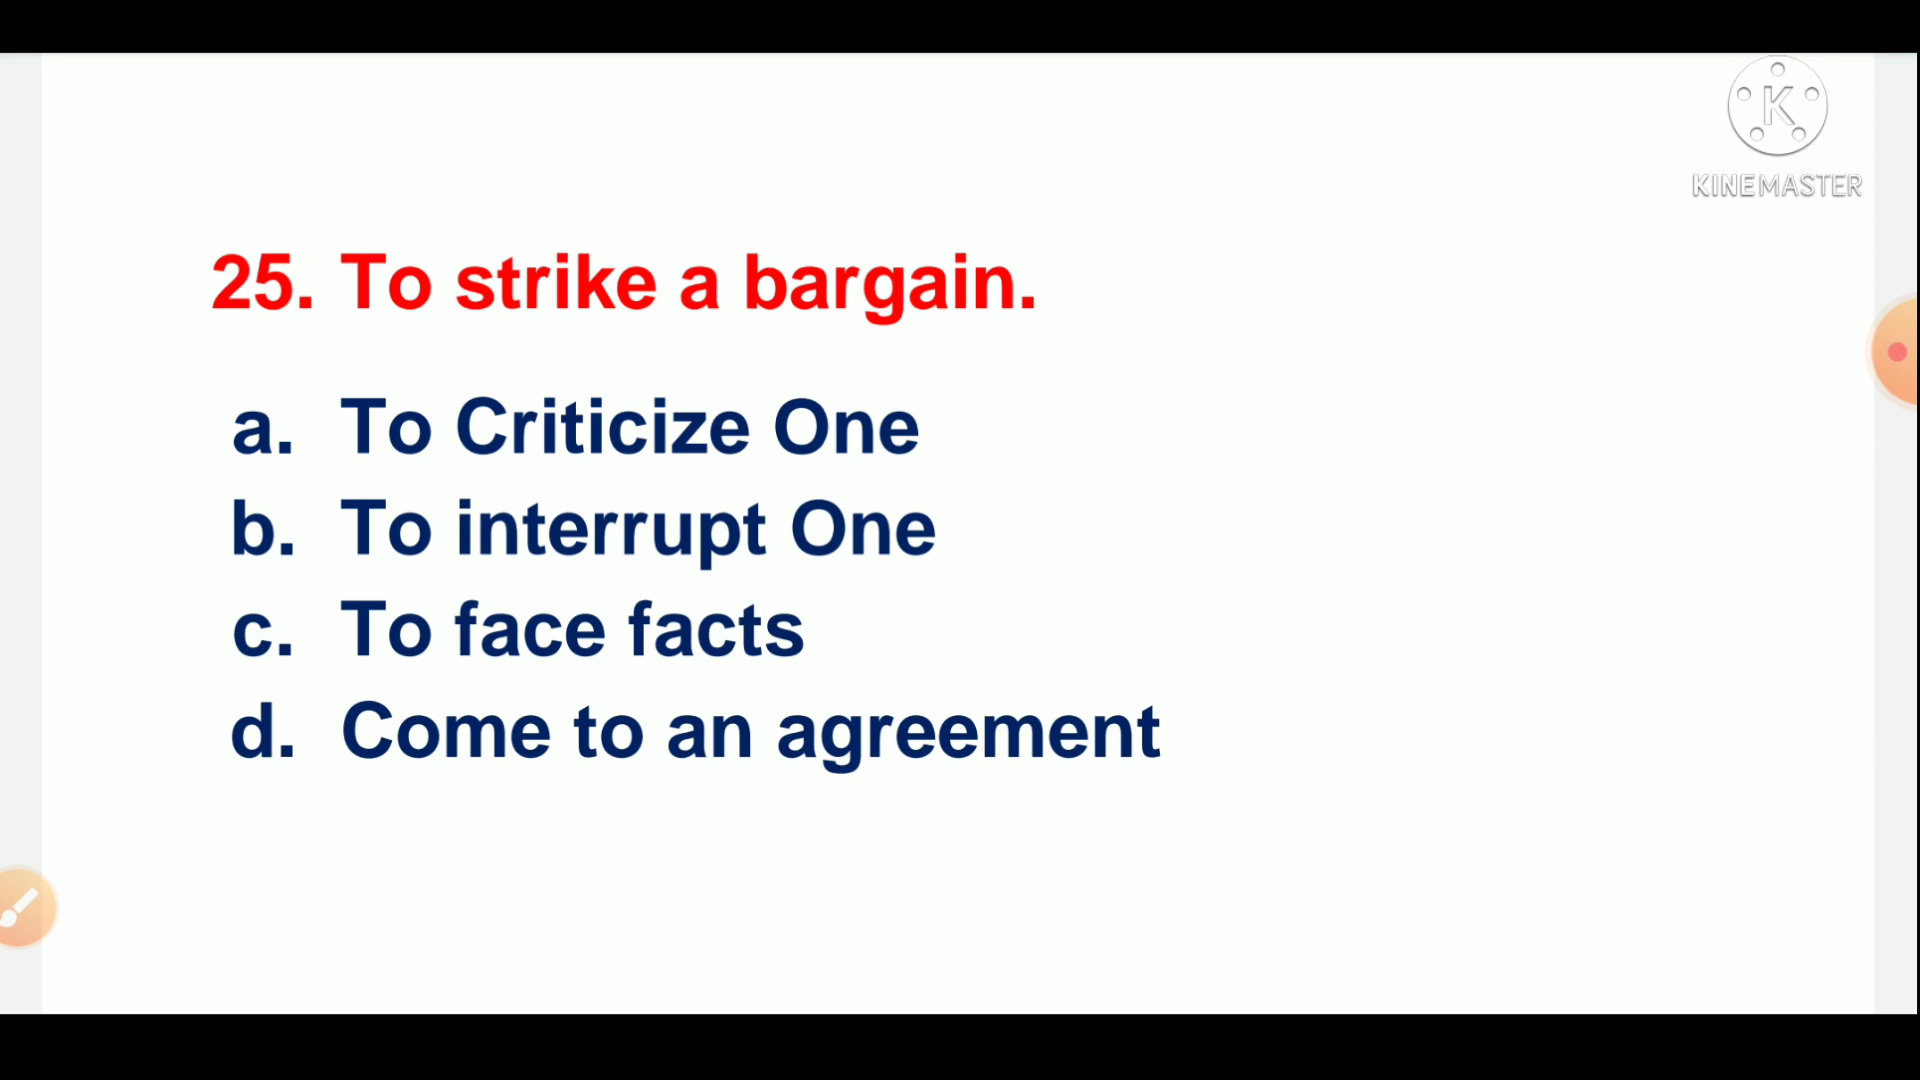 K
KINEMASTER
25. To strike a bargain.
a. To Criticize One
b. To interrupt One
c. To face facts
d. Come to an agreement